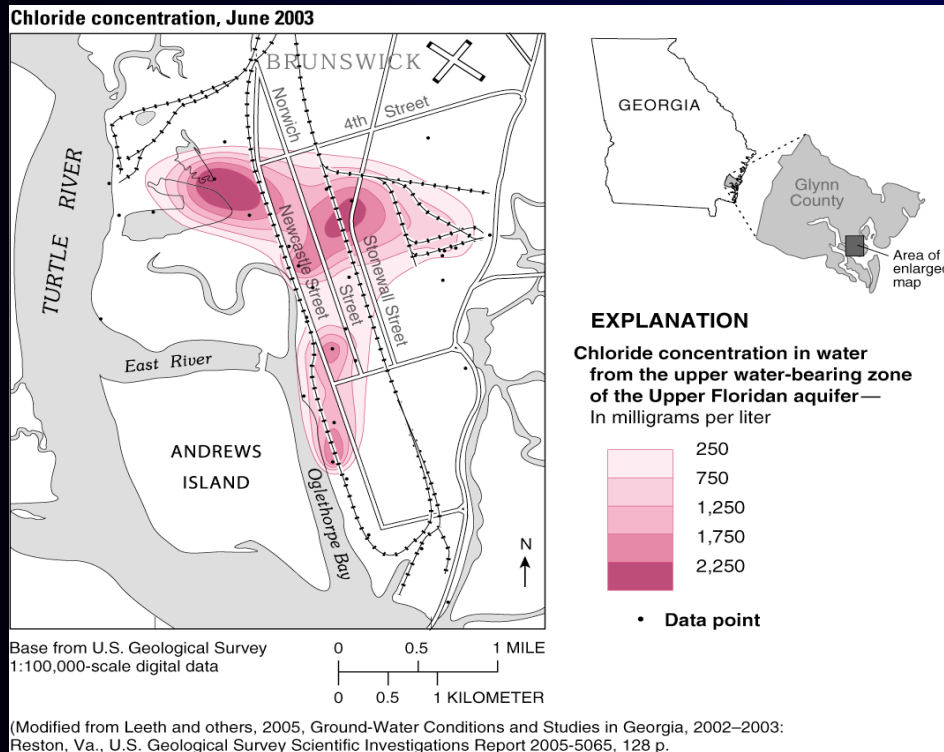 Chloride concentration, June 2003
BRUNSWICK
Norwich
Street
4th Street
TURTLE RIVER
Newcastle Street
Stonewall Street
East River
ANDREWS
ISLAND
Oglethorpe Bay
N
Base from U.S. Geological Survey
1:100,000-scale digital data
0 0.5 1 MILE
0 0.5 1 KILOMETER
GEORGIA
Glynn
County
Area of
enlarged
map
EXPLANATION
Chloride concentration in water
from the upper water-bearing zone
of the Upper Floridan aquifer—
In milligrams per liter
250
750
1,250
1,750
2,250
Data point
(Modified from Leeth and others, 2005, Ground-Water Conditions and Studies in Georgia, 2002–2003:
Reston, Va., U.S. Geological Survey Scientific Investigations Report 2005-5065, 128 p.